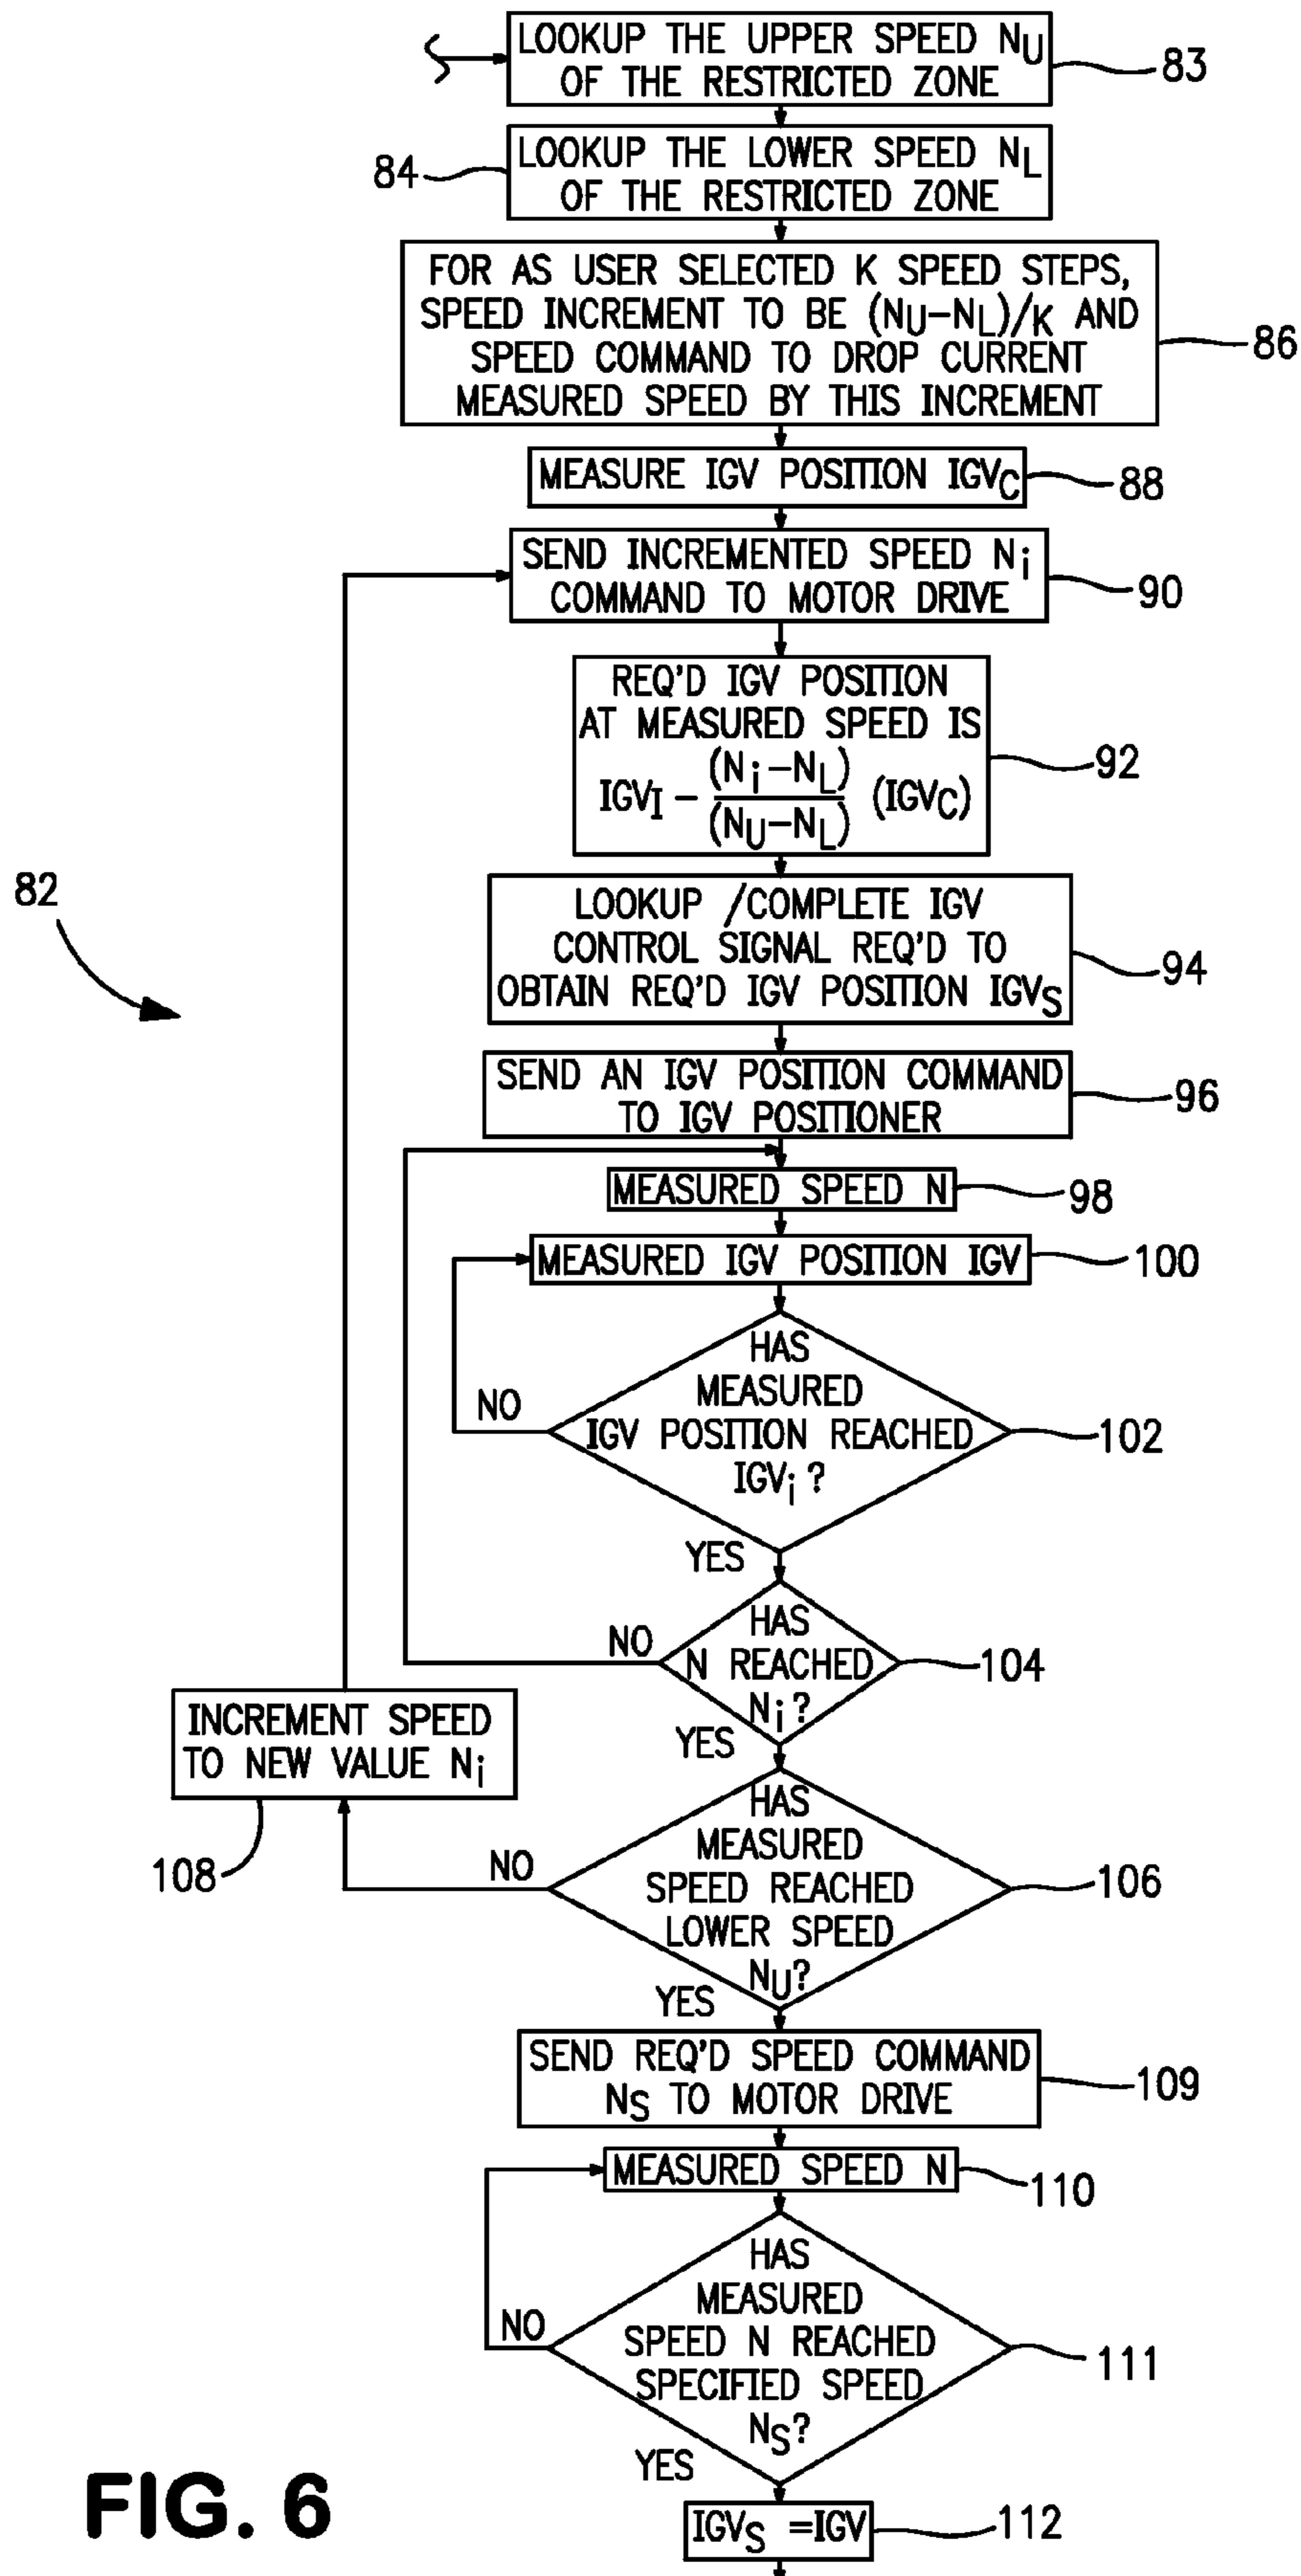 LOOKUP THE UPPER SPEED NU
OF THE RESTRICTED ZONE
83
LOOKUP THE LOWER SPEED NL
OF THE RESTRICTED ZONE
84
FOR AS USER SELECTED K SPEED STEPS,
SPEED INCREMENT TO BE (NU-NL)/K AND
SPEED COMMAND TO DROP CURRENT
MEASURED SPEED BY THIS INCREMENT
86
MEASURE IGV POSITION IGVC
88
SEND INCREMENTED SPEED Ni
COMMAND TO MOTOR DRIVE
90
REQ'D IGV POSITION
AT MEASURED SPEED IS
IGVI - (Ni-NL)/(NU-NL) (IGVC)
92
82
LOOKUP /COMPLETE IGV
CONTROL SIGNAL REQ'D TO
OBTAIN REQ'D IGV POSITION IGVS
94
SEND AN IGV POSITION COMMAND
TO IGV POSITIONER
96
MEASURED SPEED N
98
MEASURED IGV POSITION IGV
100
HAS
MEASURED
IGV POSITION REACHED
IGVi ?
102
NO
YES
HAS
N REACHED
Ni?
104
NO
YES
INCREMENT SPEED
TO NEW VALUE Ni
108
HAS
MEASURED
SPEED REACHED
LOWER SPEED
NU?
106
NO
YES
SEND REQ'D SPEED COMMAND
NS TO MOTOR DRIVE
109
MEASURED SPEED N
110
HAS
MEASURED
SPEED N REACHED
SPECIFIED SPEED
NS?
111
NO
YES
IGVS =IGV
112
FIG. 6